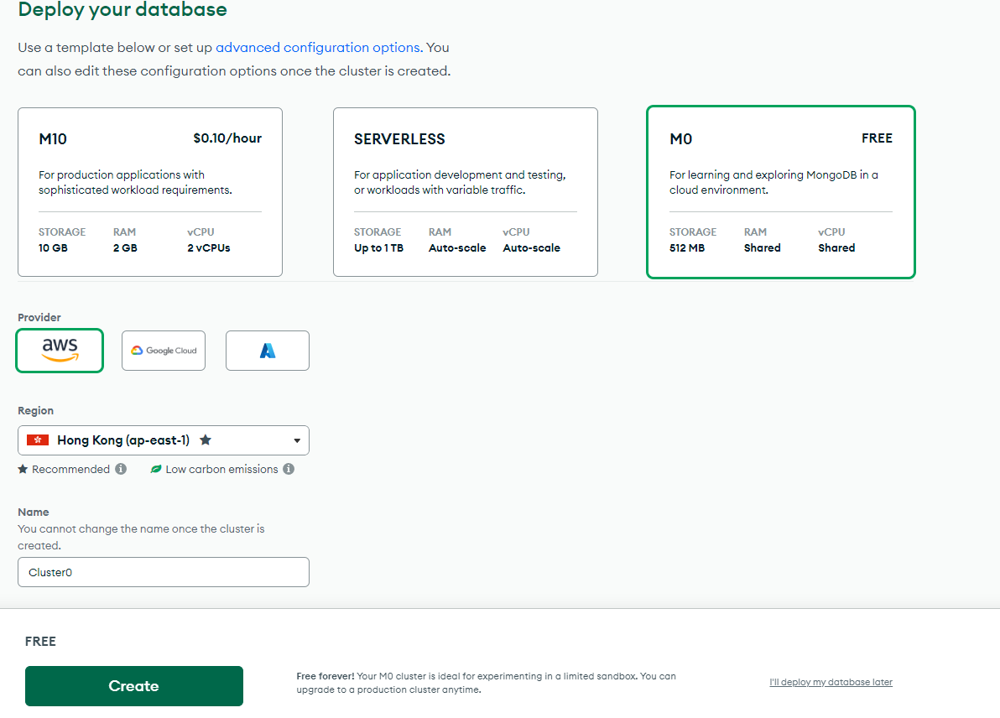 Deploy your database
Use a template below or set up advanced configuration options. You
can also edit these configuration options once the cluster is created.
M10 $0.10/hour
For production applications with
sophisticated workload requirements.
STORAGE RAM vCPU
10 GB 2 GB 2 vCPUs
SERVERLESS
For application development and testing,
or workloads with variable traffic.
STORAGE RAM vCPU
Up to 1 TB Auto-scale Auto-scale
M0 FREE
For learning and exploring MongoDB in a
cloud environment.
STORAGE RAM vCPU
512 MB Shared Shared
Provider
aws Google Cloud
Region
Hong Kong (ap-east-1)
Recommended Low carbon emissions
Name
You cannot change the name once the cluster is
created.
Cluster0
FREE
Create
Free forever! Your M0 cluster is ideal for experimenting in a limited sandbox. You can
upgrade to a production cluster anytime.
I'll deploy my database later